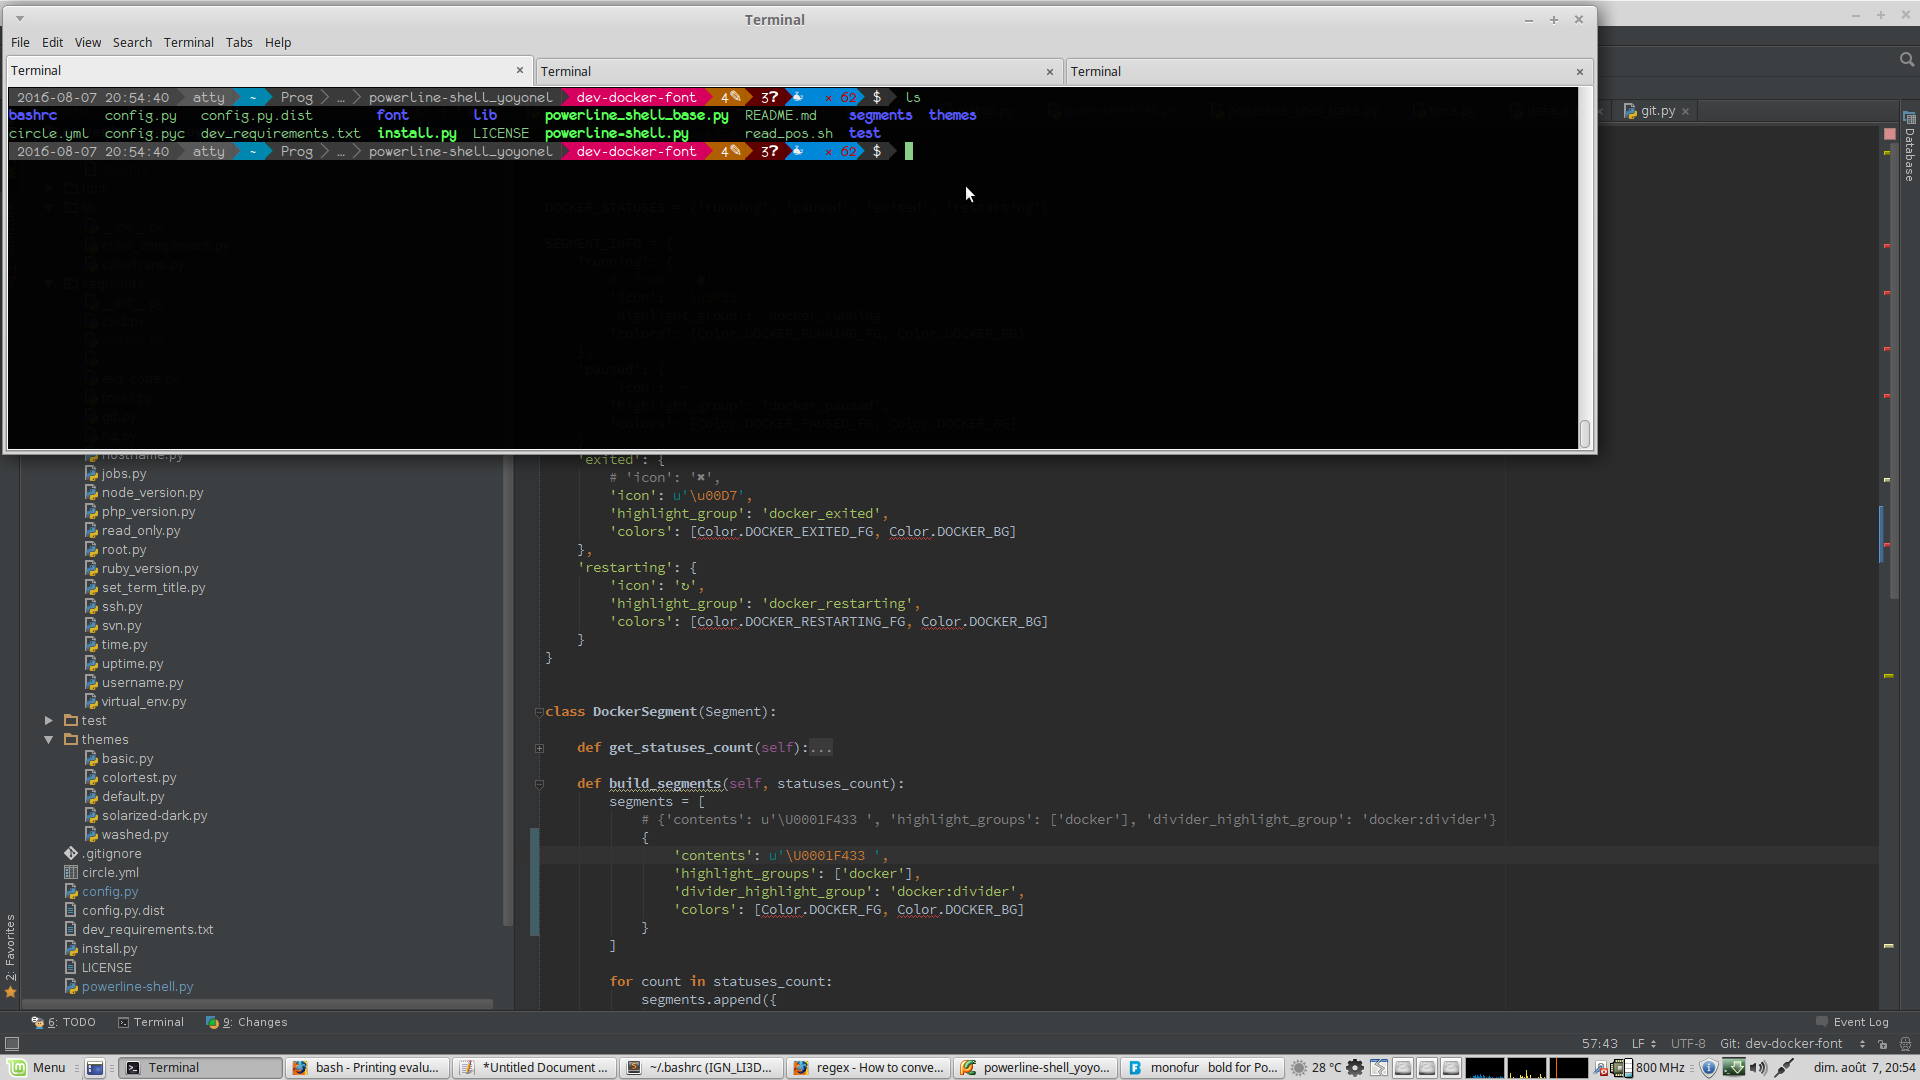 Terminal
File Edit View Search Terminal Tabs Help
Terminal × Terminal × Terminal ×
2016-08-07 20:54:40 atty ~ Prog … powerline-shell_yoyonel dev-docker-font 4✎ 3? 🐳 × 62 $ ls
bashrc config.py config.py.dist font lib powerline_shell_base.py README.md segments themes
circle.yml config.pyc dev_requirements.txt install.py LICENSE powerline-shell.py read_pos.sh test
2016-08-07 20:54:40 atty ~ Prog … powerline-shell_yoyonel dev-docker-font 4✎ 3? 🐳 × 62 $
git.py
Database
hostname.py
jobs.py
node_version.py
php_version.py
read_only.py
root.py
ruby_version.py
set_term_title.py
ssh.py
svn.py
time.py
uptime.py
username.py
virtual_env.py
test
themes
basic.py
colortest.py
default.py
solarized-dark.py
washed.py
.gitignore
circle.yml
config.py
config.py.dist
dev_requirements.txt
install.py
LICENSE
powerline-shell.py
2: Favorites
'exited': {
# 'icon': '✖',
'icon': u'\u00D7',
'highlight_group': 'docker_exited',
'colors': [Color.DOCKER_EXITED_FG, Color.DOCKER_BG]
},
'restarting': {
'icon': '↻',
'highlight_group': 'docker_restarting',
'colors': [Color.DOCKER_RESTARTING_FG, Color.DOCKER_BG]
}
}
class DockerSegment(Segment):
def get_statuses_count(self):...
def build_segments(self, statuses_count):
segments = [
# {'contents': u'\U0001F433 ', 'highlight_groups': ['docker'], 'divider_highlight_group': 'docker:divider'}
{
'contents': u'\U0001F433 ',
'highlight_groups': ['docker'],
'divider_highlight_group': 'docker:divider',
'colors': [Color.DOCKER_FG, Color.DOCKER_BG]
}
]
for count in statuses_count:
segments.append({
6: TODO Terminal 9: Changes Event Log
57:43 LF UTF-8 Git: dev-docker-font
Menu Terminal bash - Printing evalu... *Untitled Document ... ~/.bashrc (IGN_LI3D... regex - How to conve... powerline-shell_yoyo... monofur bold for Po... 28 °C 800 MHz dim. août 7, 20:54